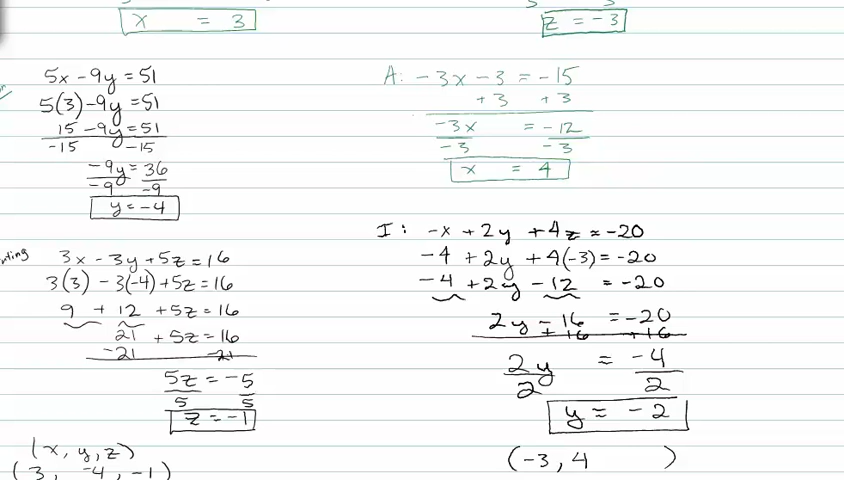 x = 3
5x - 9y = 51
5(3) - 9y = 51
15 - 9y = 51
-15 -15
-9y = 36
-9 -9
y = -4
3x - 3y + 5z = 16
3(3) - 3(-4) + 5z = 16
9 + 12 + 5z = 16
21 + 5z = 16
-21 -21
5z = -5
5 5
z = -1
(x, y, z)
(3, -4, -1)
z = -3
A: -3x - 3 = -15
+3 +3
-3x = -12
-3 -3
x = 4
I: -x + 2y + 4z = -20
-4 + 2y + 4(-3) = -20
-4 + 2y - 12 = -20
2y - 16 = -20
+16 +16
2y = -4
2 2
y = -2
(-3, 4 )